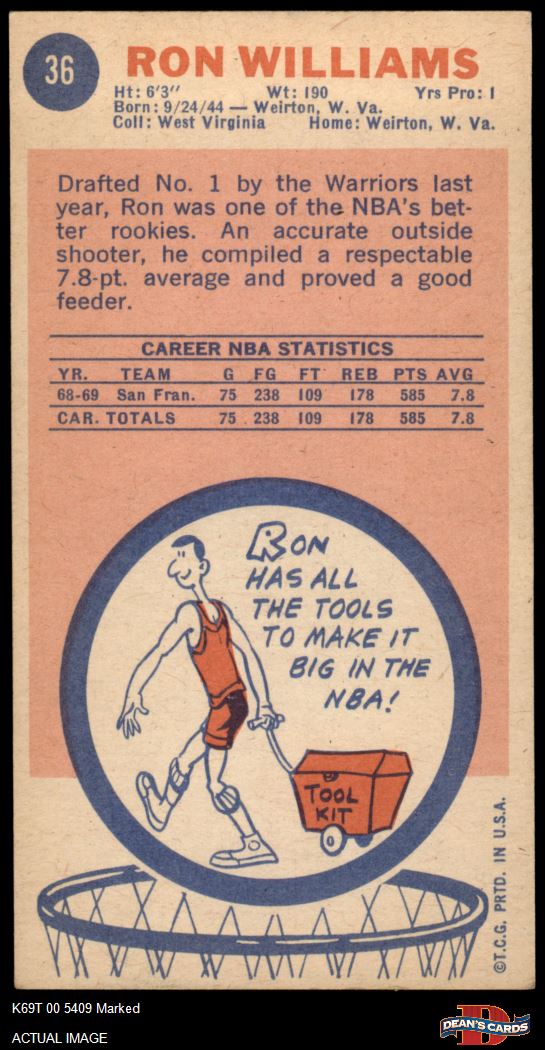 36
RON WILLIAMS
Ht: 6'3" Wt: 190 Yrs Pro: 1
Born: 9/24/44 — Weirton, W. Va.
Coll: West Virginia Home: Weirton, W. Va.
Drafted No. 1 by the Warriors last
year, Ron was one of the NBA's bet-
ter rookies. An accurate outside
shooter, he compiled a respectable
7.8-pt. average and proved a good
feeder.
CAREER NBA STATISTICS
YR. TEAM G FG FT REB PTS AVG
68-69 San Fran. 75 238 109 178 585 7.8
CAR. TOTALS 75 238 109 178 585 7.8
RON
HAS ALL
THE TOOLS
TO MAKE IT
BIG IN THE
NBA!
TOOL
KIT
©T.C.G. PRTD. IN U.S.A.
K69T 00 5409 Marked
ACTUAL IMAGE
D
DEAN'S CARDS